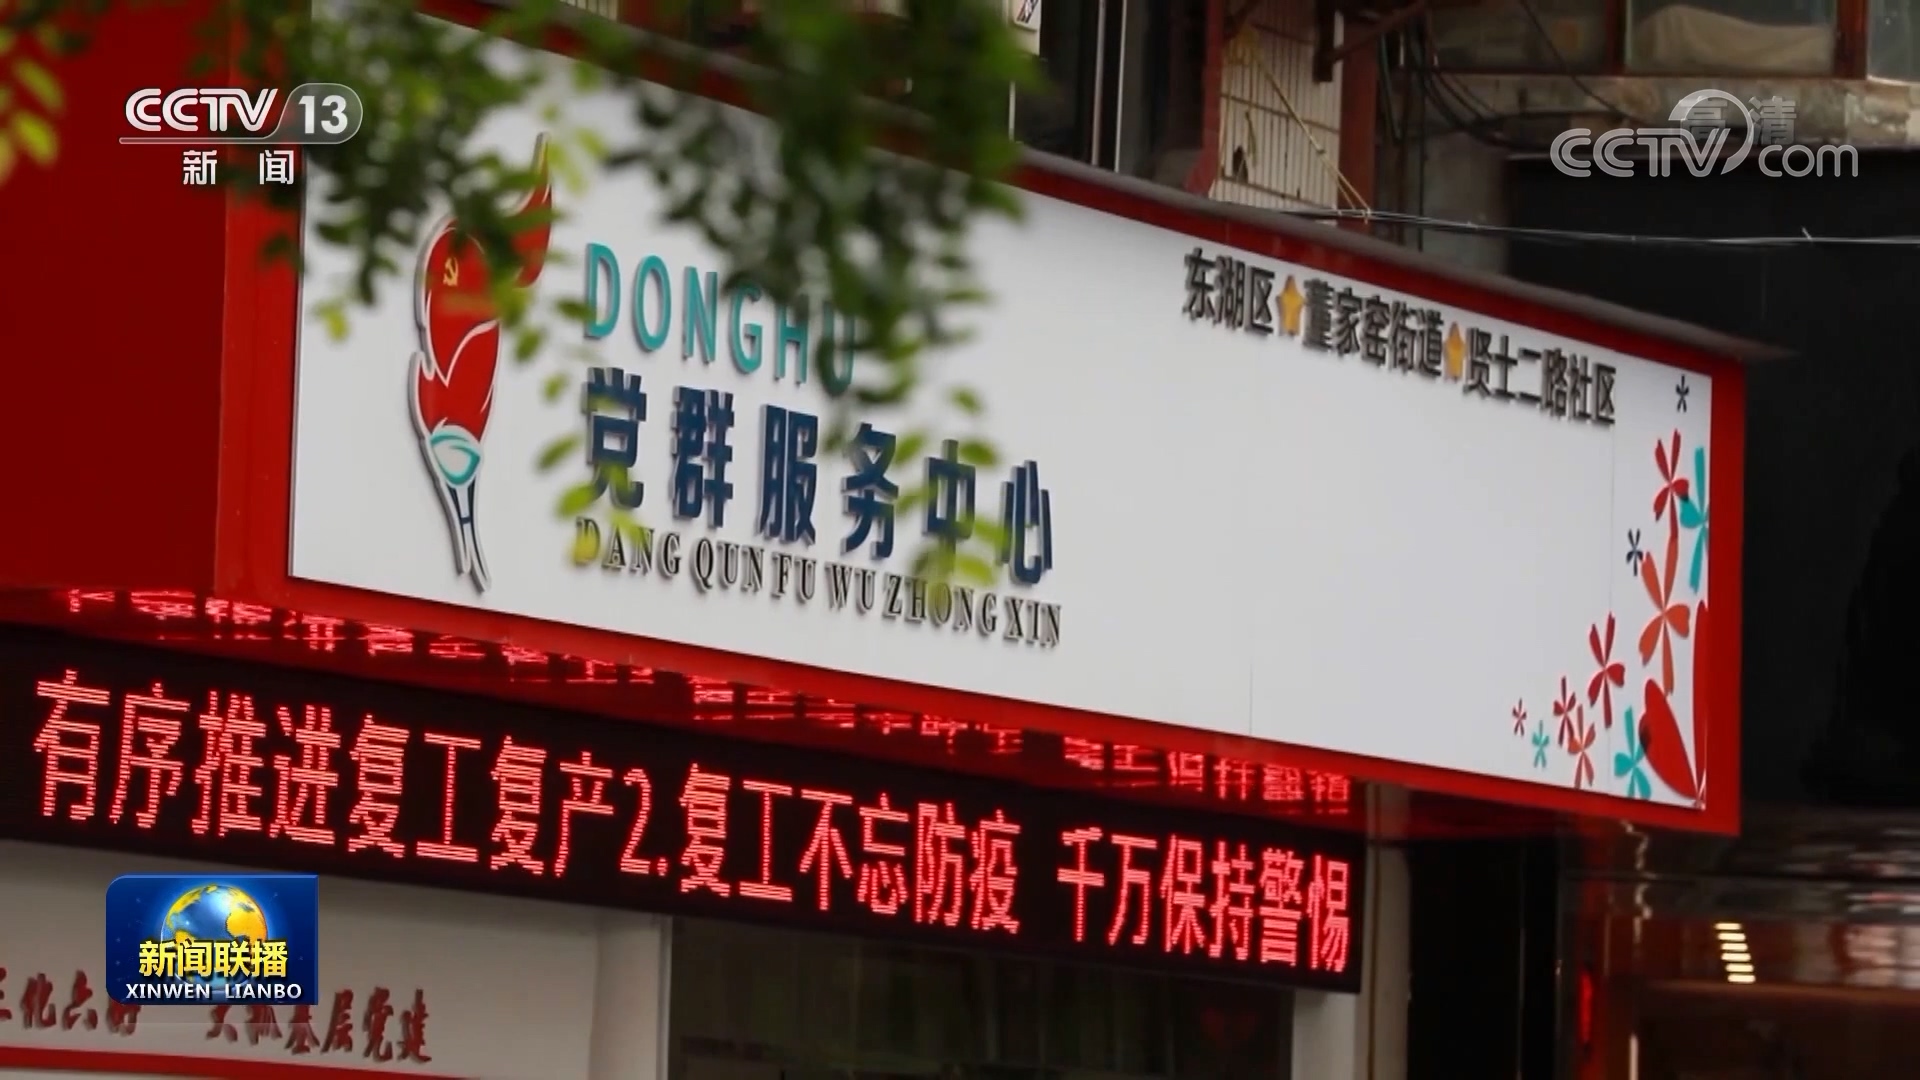 CCTV 13
新闻
高清
CCTV.com
东湖区★董家窑街道★贤士二路社区
DONGHU
党群服务中心
DANG QUN FU WU ZHONG XIN
有序推进复工复产2.复工不忘防疫 千万保持警惕
新闻联播
XINWEN LIANBO
基层党建